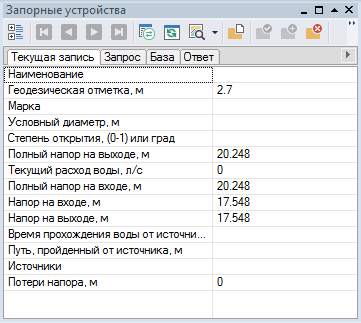 Запорные устройства
Текущая запись Запрос База Ответ
Наименование
Геодезическая отметка, м 2.7
Марка
Условный диаметр, м
Степень открытия, (0-1) или град
Полный напор на выходе, м 20.248
Текущий расход воды, л/с 0
Полный напор на входе, м 20.248
Напор на входе, м 17.548
Напор на выходе, м 17.548
Время прохождения воды от источни...
Путь, пройденный от источника, м
Источники
Потери напора, м 0